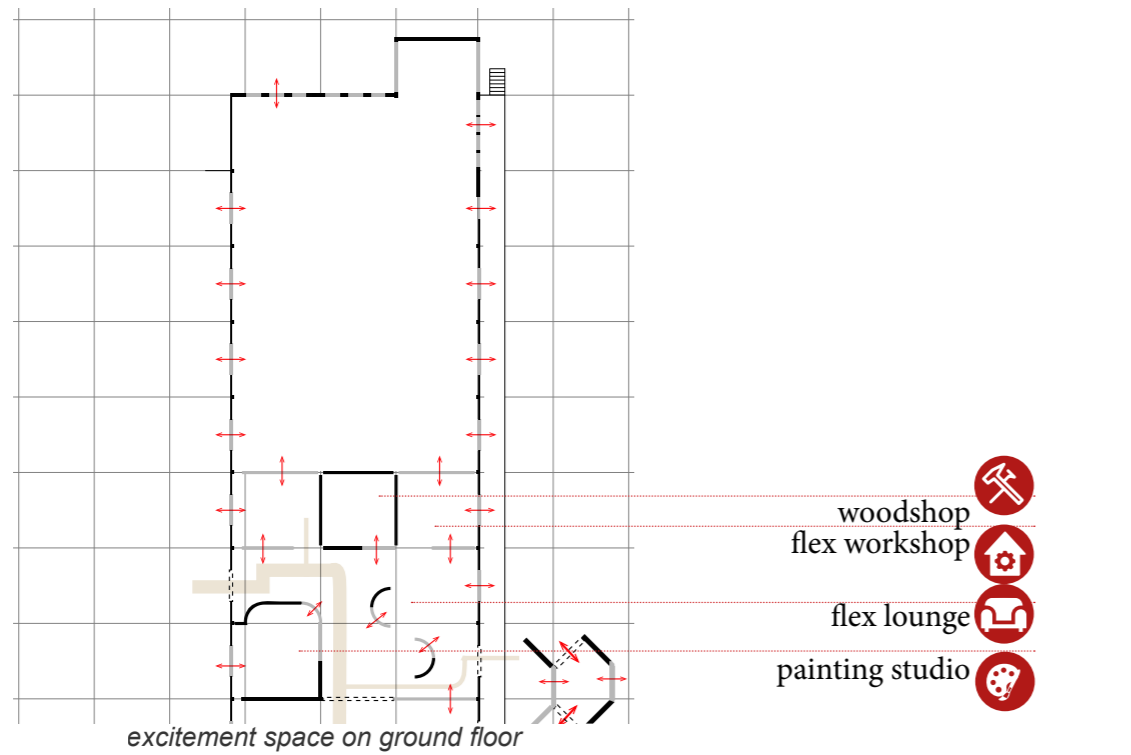 woodshop
flex workshop
flex lounge
painting studio
excitement space on ground floor